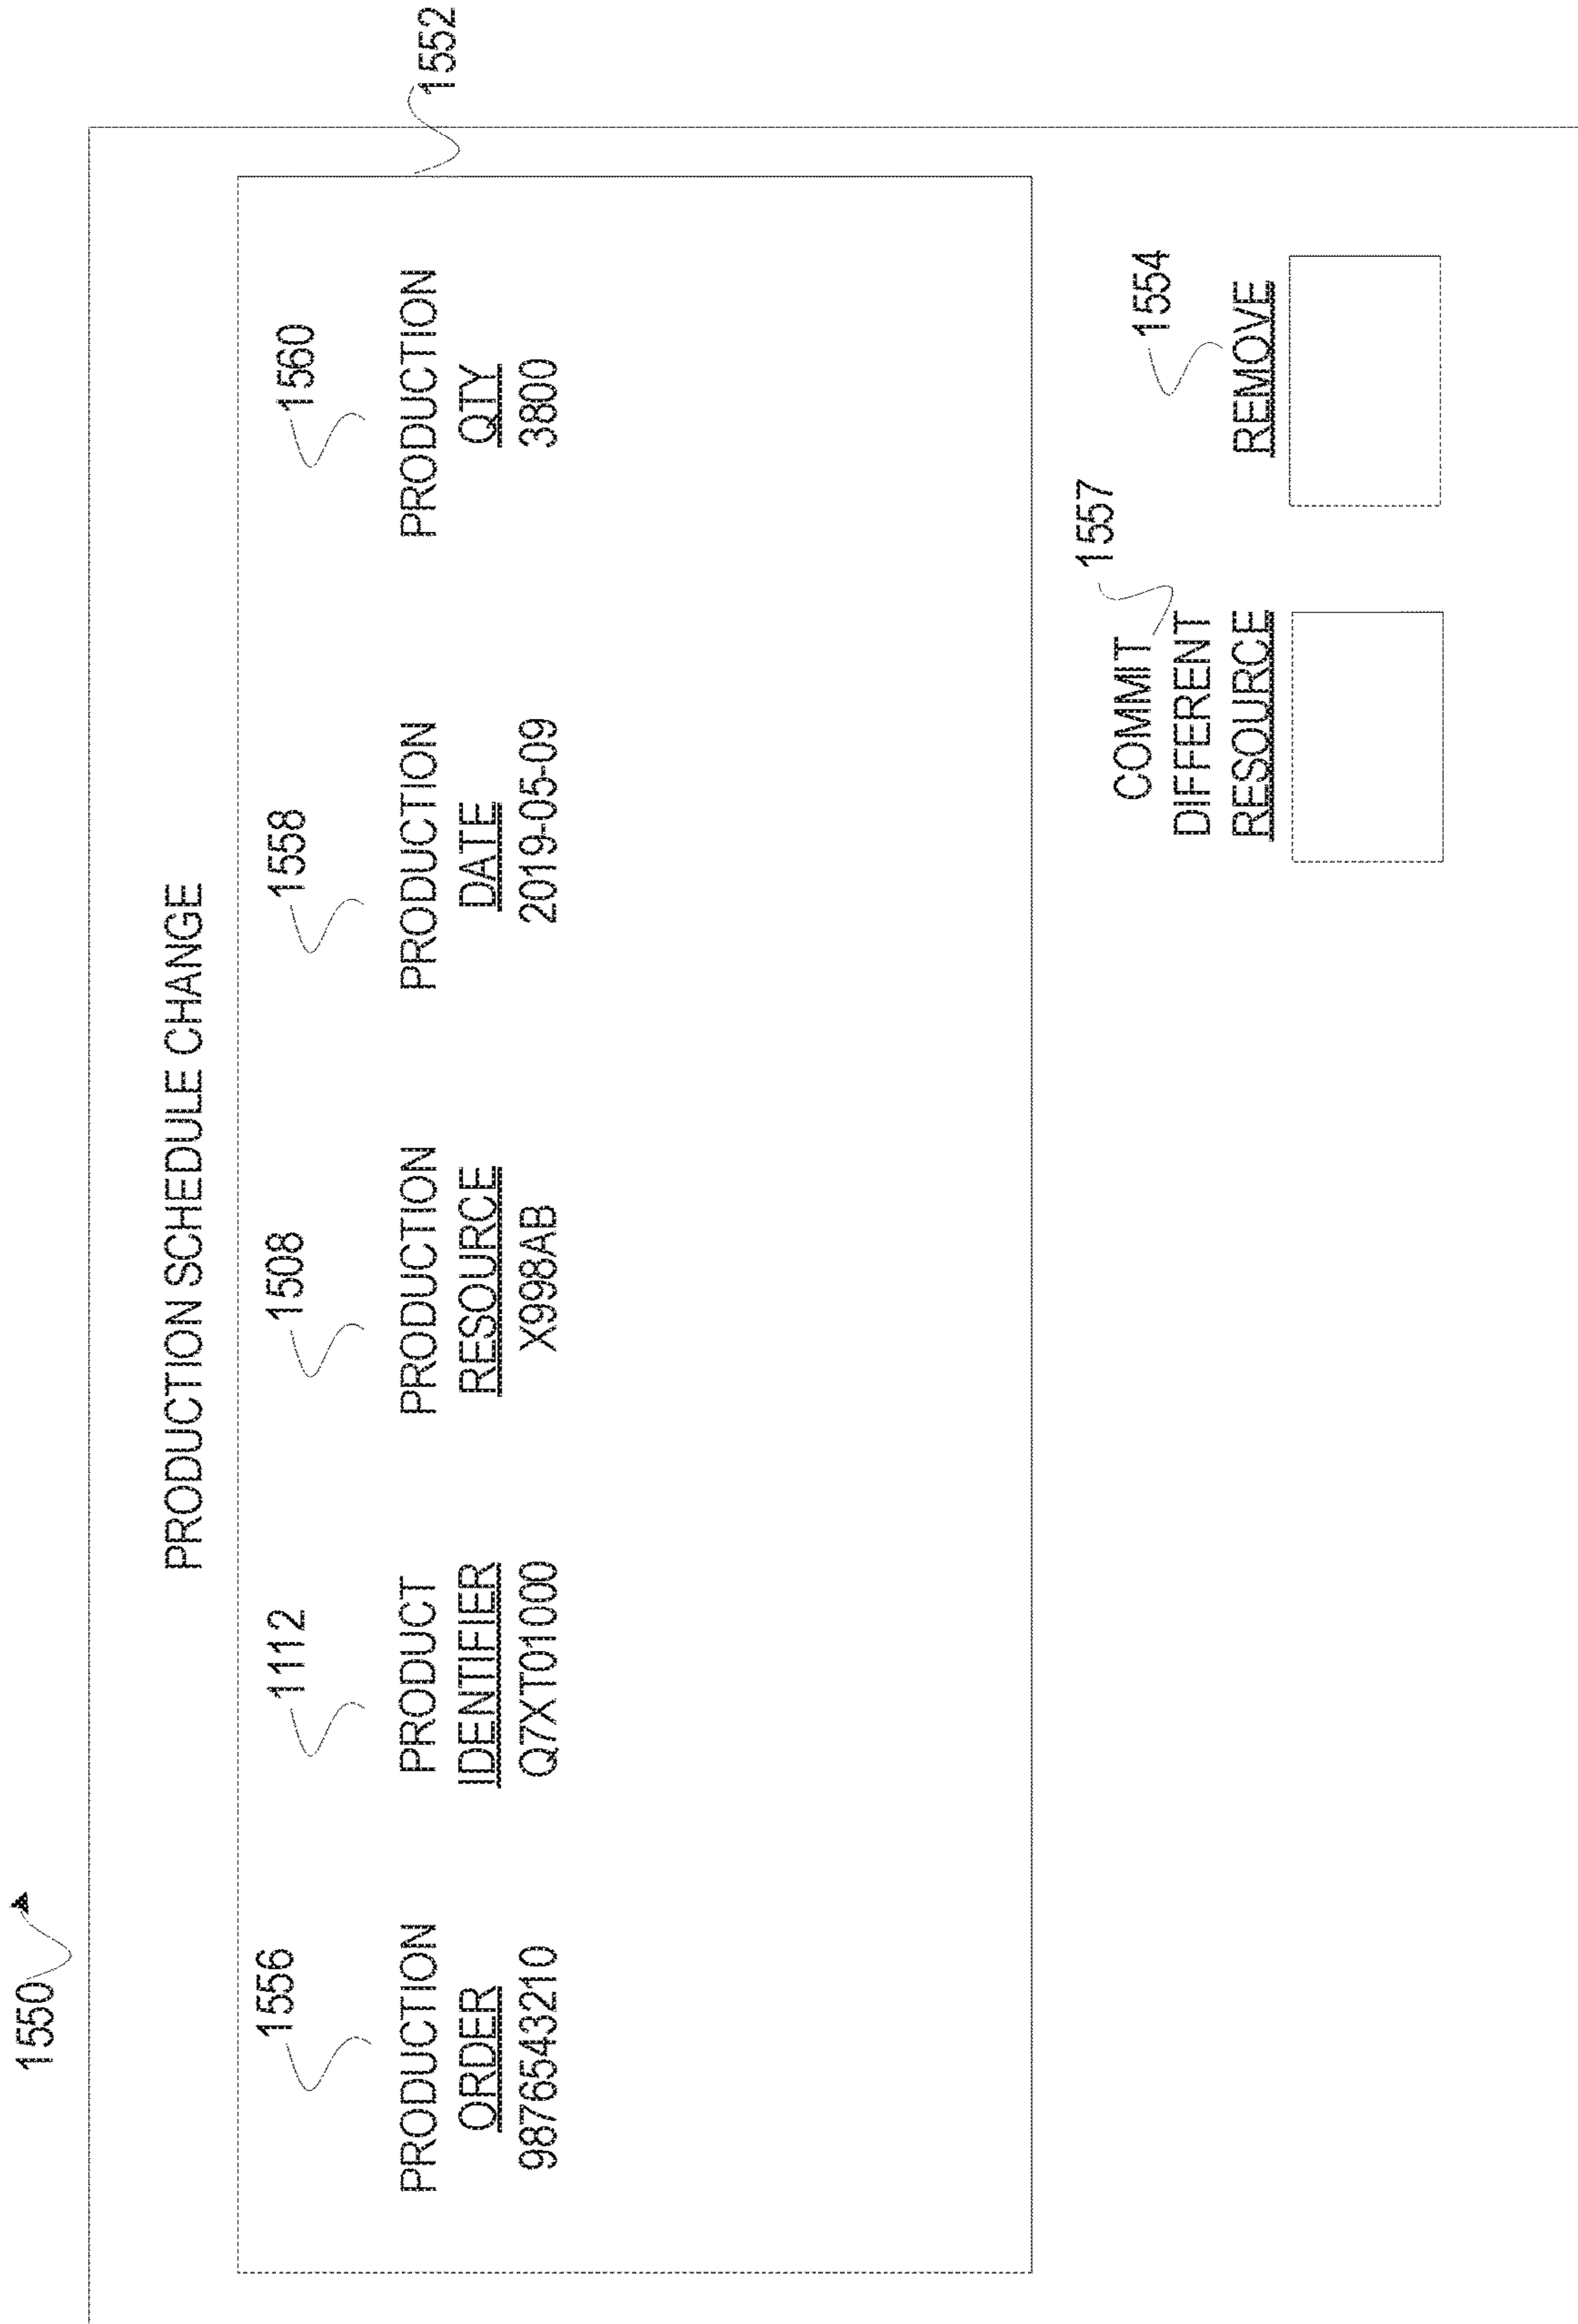 1550
PRODUCTION SCHEDULE CHANGE
1552
1556
1112
1508
1558
1560
PRODUCTION
ORDER
9876543210
PRODUCT
IDENTIFIER
Q7XT01000
PRODUCTION
RESOURCE
X998AB
PRODUCTION
DATE
2019-05-09
PRODUCTION
QTY
3800
1557
COMMIT
DIFFERENT
RESOURCE
1554
REMOVE